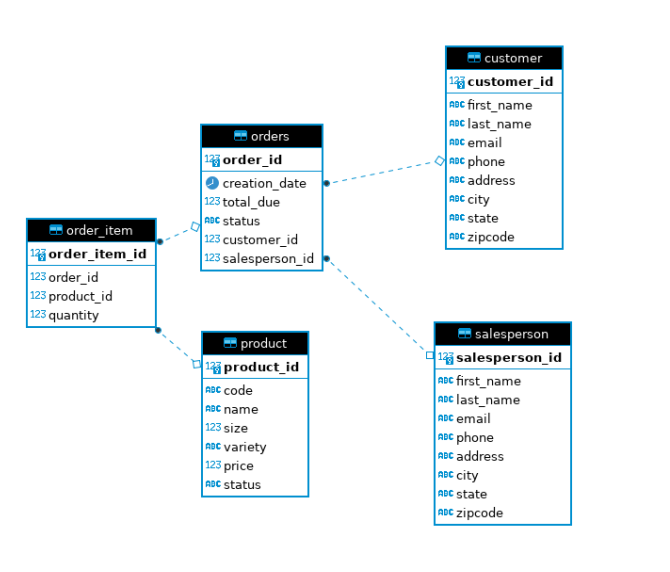 customer
123 customer_id
ABC first_name
ABC last_name
ABC email
ABC phone
ABC address
ABC city
ABC state
ABC zipcode
orders
123 order_id
creation_date
123 total_due
ABC status
123 customer_id
123 salesperson_id
order_item
123 order_item_id
123 order_id
123 product_id
123 quantity
product
123 product_id
ABC code
ABC name
123 size
ABC variety
123 price
ABC status
salesperson
123 salesperson_id
ABC first_name
ABC last_name
ABC email
ABC phone
ABC address
ABC city
ABC state
ABC zipcode